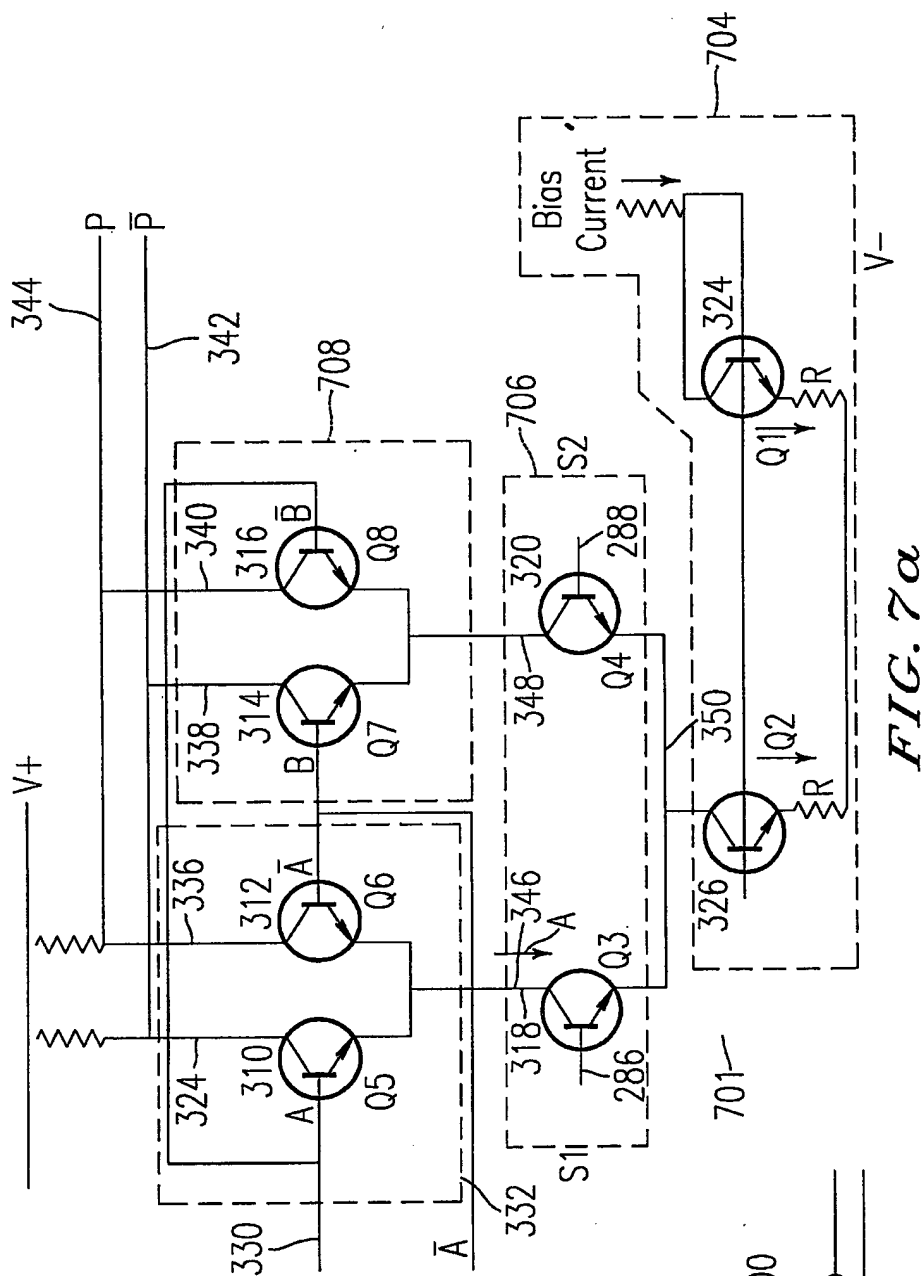 344
P
P̅
342
V+
708
324
336
338
340
310
312
314
316
A
A̅
B
B̅
Q5
Q6
Q7
Q8
330
332
A̅
706
S1
S2
318
346
A
348
320
286
Q3
Q4
288
350
704
Bias
Current
324
326
Q2
Q1
R
R
V−
701
FIG. 7a